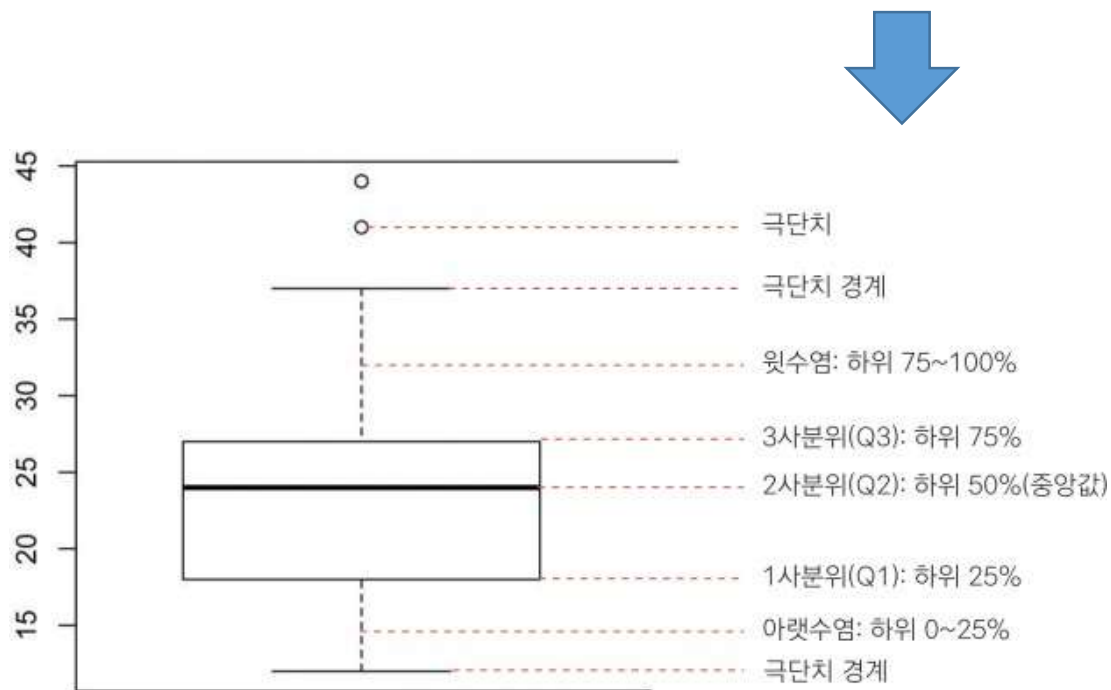 45
40
35
30
25
20
15
극단치
극단치 경계
윗수염: 하위 75~100%
3사분위(Q3): 하위 75%
2사분위(Q2): 하위 50%(중앙값)
1사분위(Q1): 하위 25%
아랫수염: 하위 0~25%
극단치 경계